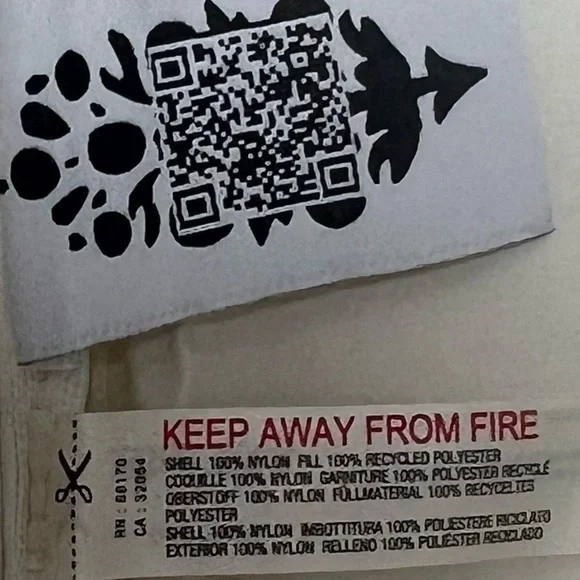 KEEP AWAY FROM FIRE
SHELL 100% NYLON FILL 100% RECYCLED POLYESTER
COQUILLE 100% NYLON GARNITURE 100% POLYESTER RECYCLÉ
OBERSTOFF 100% NYLON FÜLLMATERIAL 100% RECYCELTES
POLYESTER
SHELL 100% NYLON IMBOTTITURA 100% POLIESTERE RICICLATO
EXTERIOR 100% NYLON RELLENO 100% POLIÉSTER RECICLADO
RN : 88170
CA : 32054